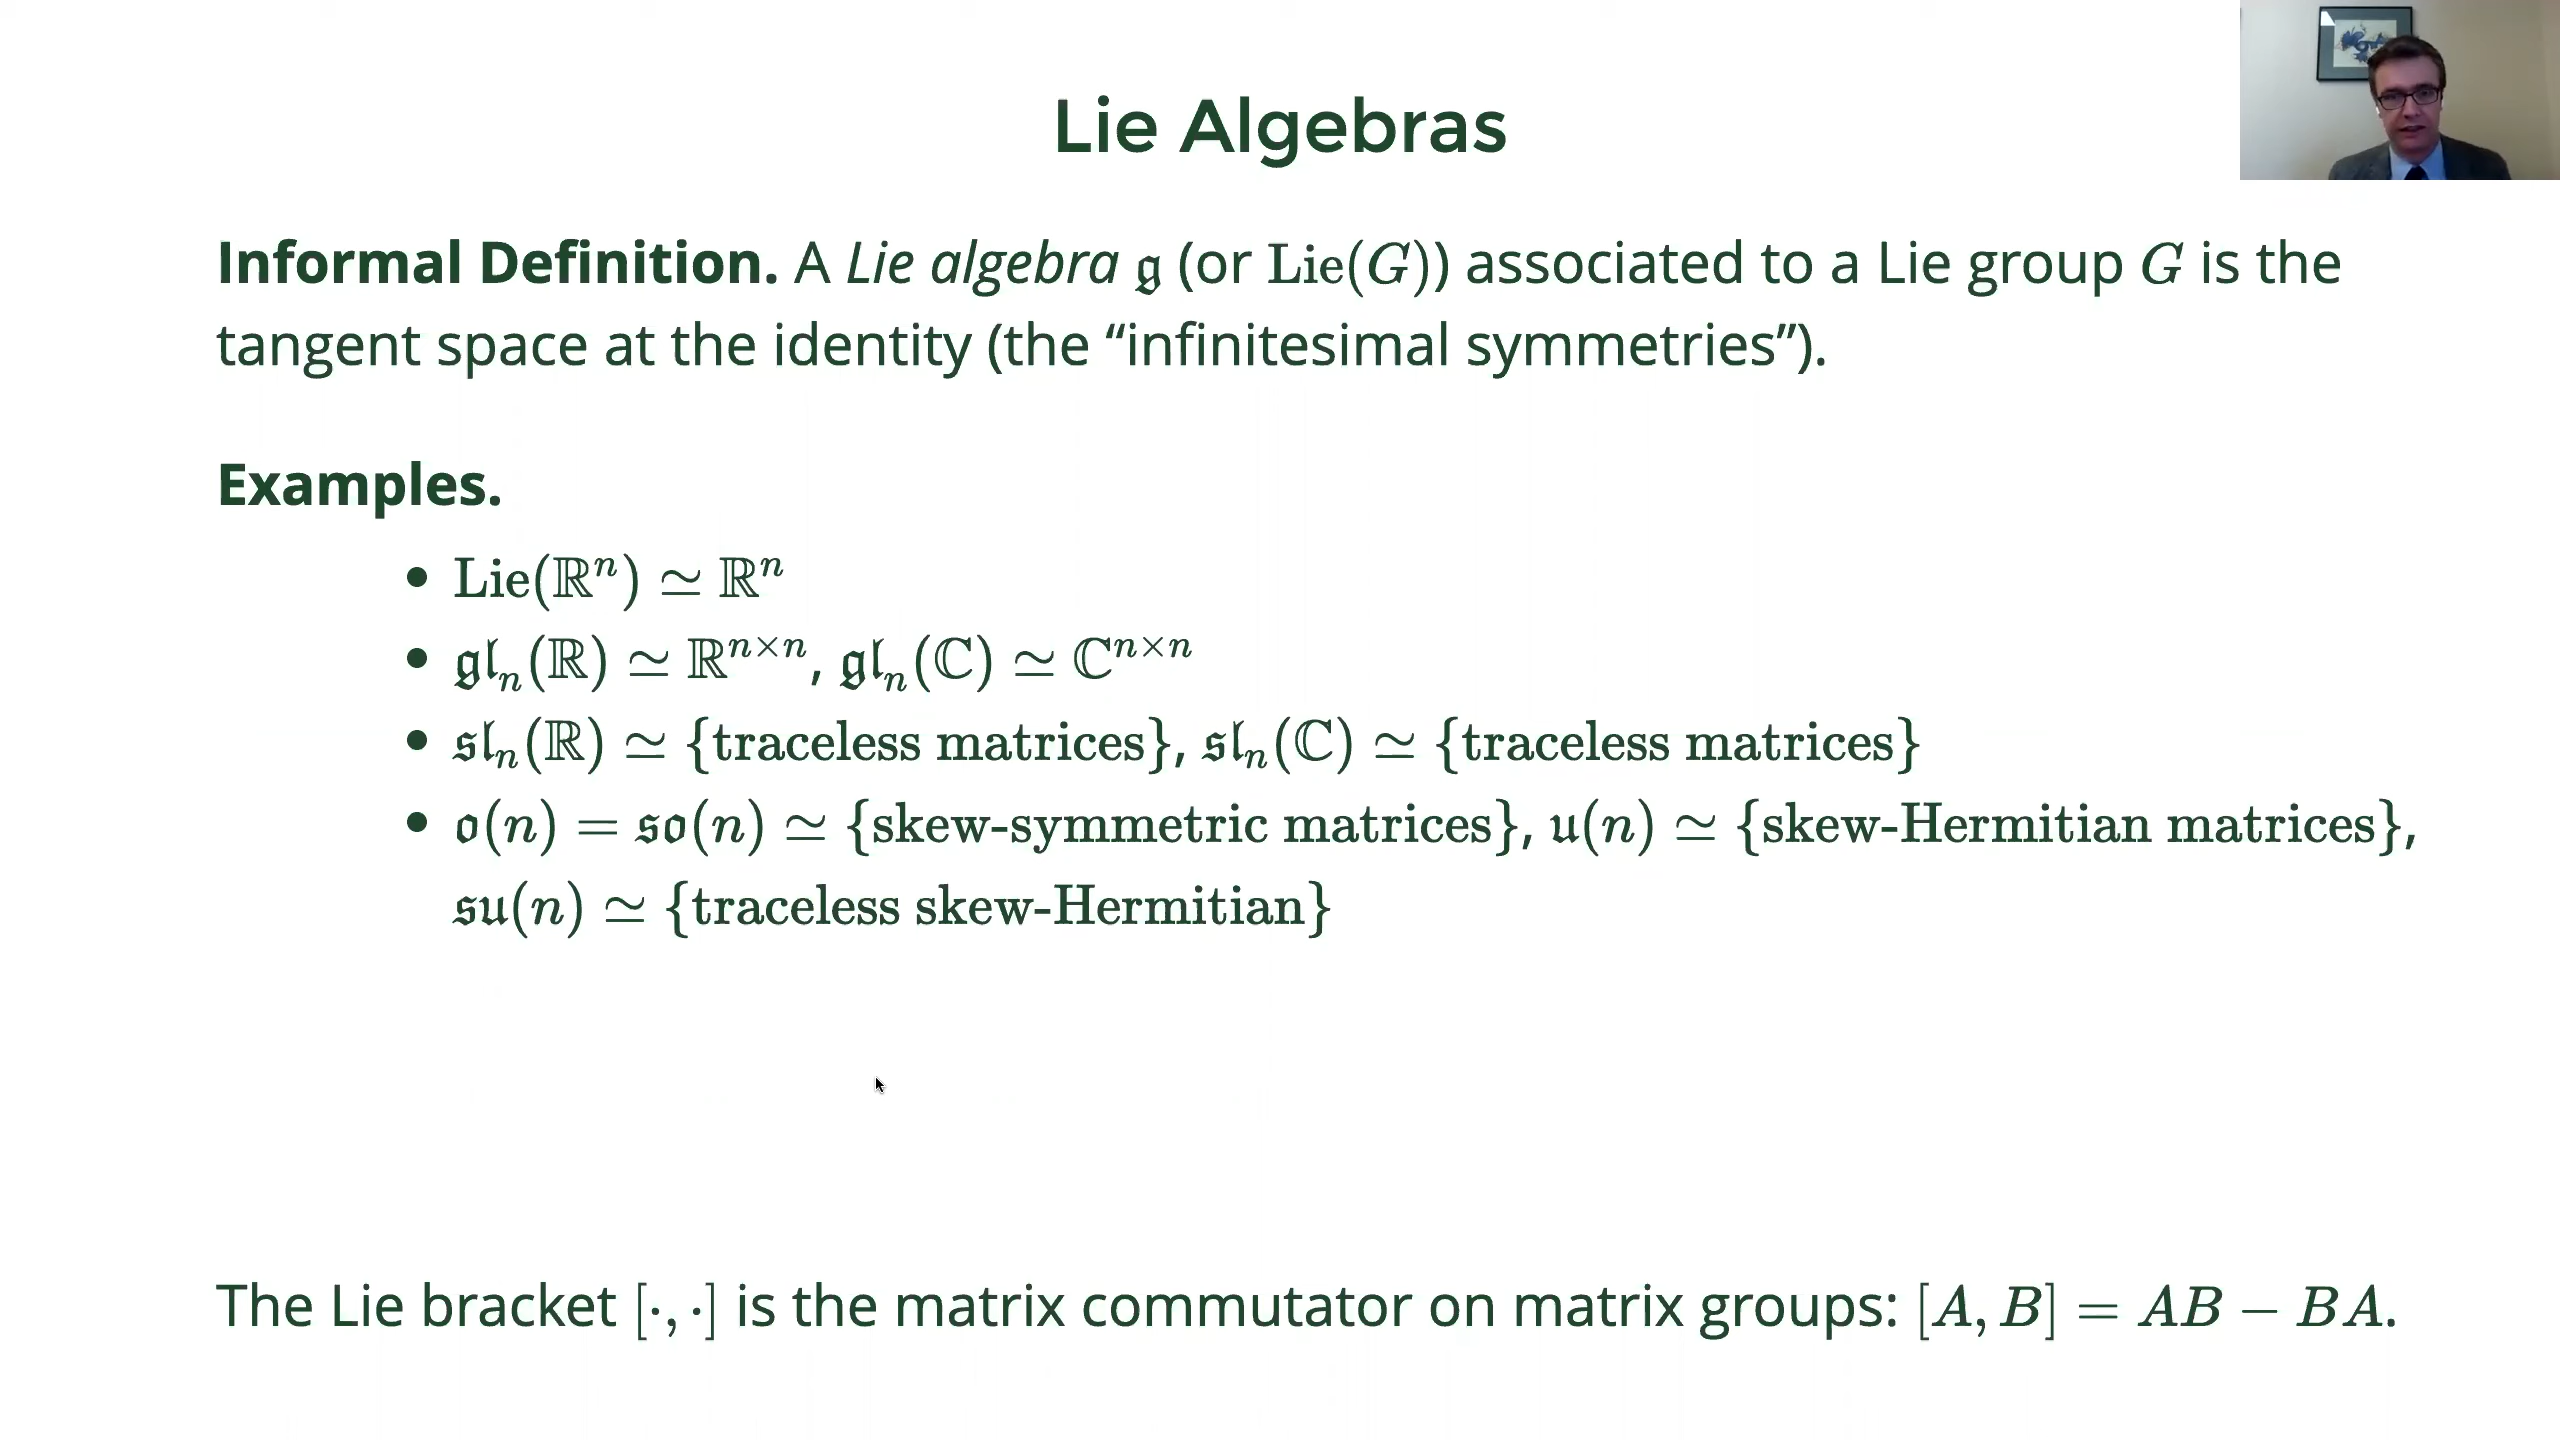 Lie Algebras
Informal Definition. A Lie algebra 𝔤 (or Lie(G)) associated to a Lie group G is the
tangent space at the identity (the “infinitesimal symmetries”).
Examples.
• Lie(ℝⁿ) ≃ ℝⁿ
• 𝔤𝔩ₙ(ℝ) ≃ ℝⁿˣⁿ, 𝔤𝔩ₙ(ℂ) ≃ ℂⁿˣⁿ
• 𝔰𝔩ₙ(ℝ) ≃ {traceless matrices}, 𝔰𝔩ₙ(ℂ) ≃ {traceless matrices}
• 𝔬(n) = 𝔰𝔬(n) ≃ {skew-symmetric matrices}, 𝔲(n) ≃ {skew-Hermitian matrices},
𝔰𝔲(n) ≃ {traceless skew-Hermitian}
The Lie bracket [·, ·] is the matrix commutator on matrix groups: [A, B] = AB − BA.